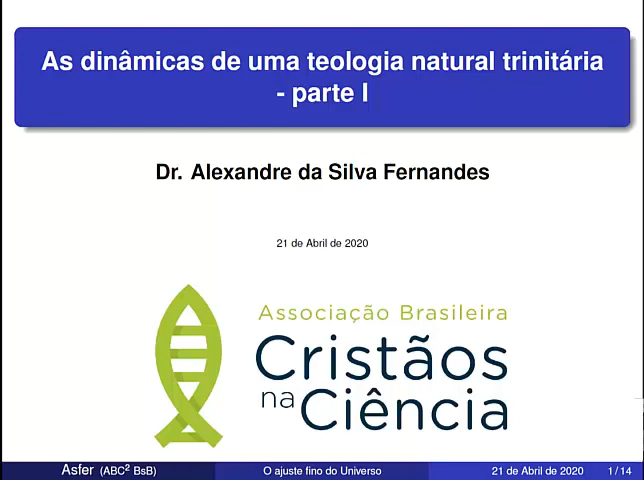 As dinâmicas de uma teologia natural trinitária
- parte I
Dr. Alexandre da Silva Fernandes
21 de Abril de 2020
Associação Brasileira
Cristãos
na Ciência
Asfer (ABC² BsB) O ajuste fino do Universo 21 de Abril de 2020 1 / 14